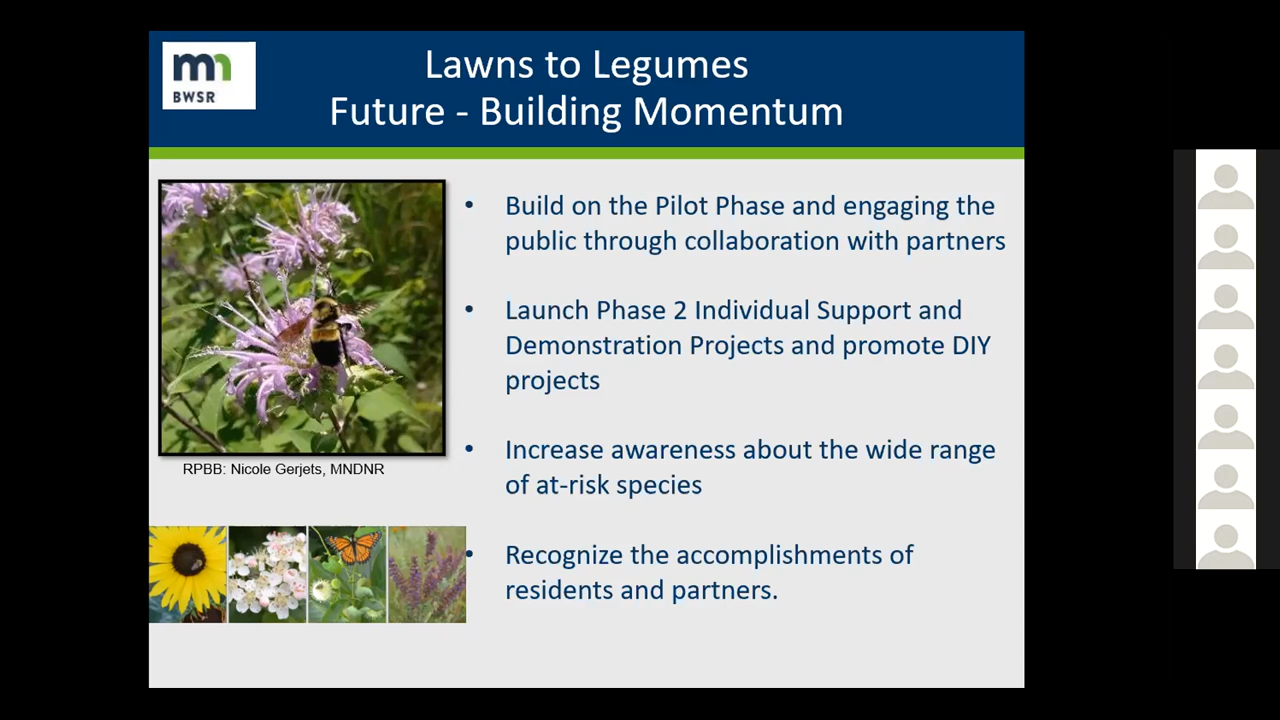 mn
BWSR
Lawns to Legumes
Future - Building Momentum
• Build on the Pilot Phase and engaging the
public through collaboration with partners
• Launch Phase 2 Individual Support and
Demonstration Projects and promote DIY
projects
• Increase awareness about the wide range
of at-risk species
• Recognize the accomplishments of
residents and partners.
RPBB: Nicole Gerjets, MNDNR